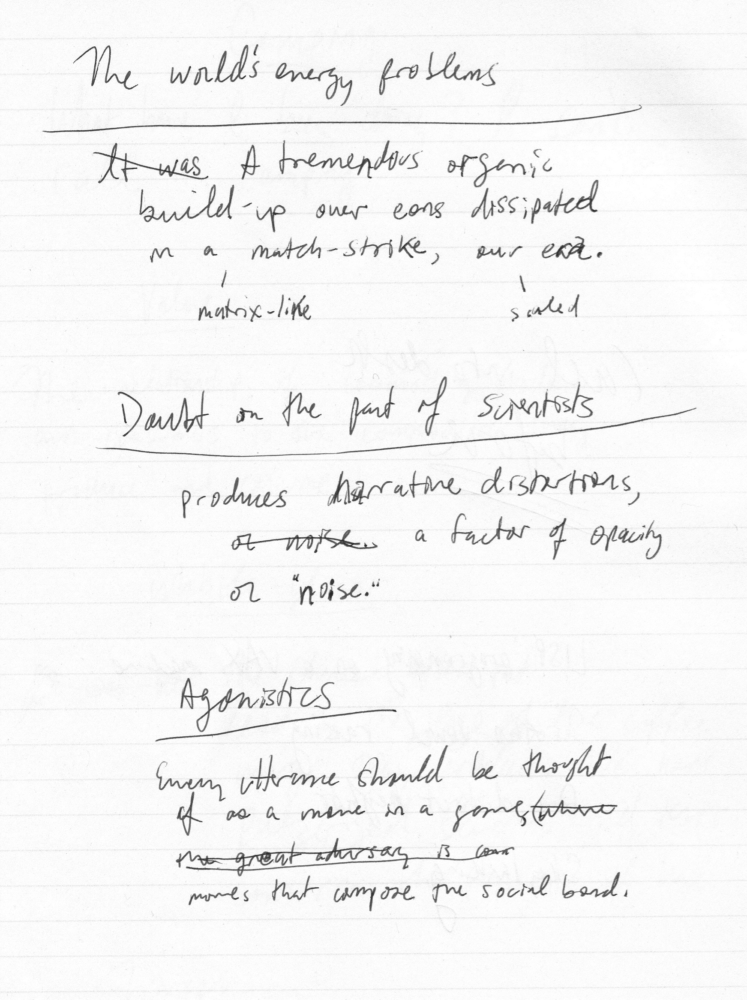 The world's energy problems
It was A tremendous organic
build-up over eons dissipated
in a match-strike, our era.
matrix-like scaled
Doubt on the part of Scientists
produces narrative distortions,
or noise.. a factor of opacity
or "noise."
Agonistics
Every utterance should be thought
of as a move in a game, (where
the great adversary is
moves that compose the social bond.